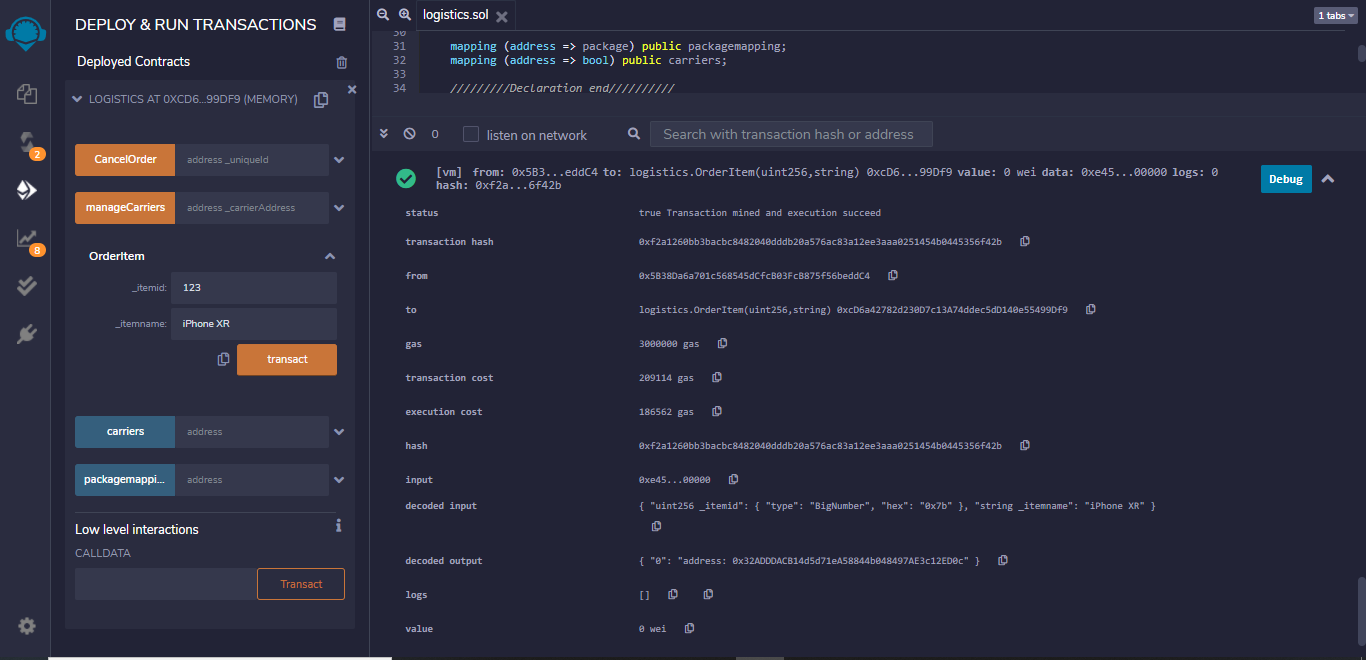 DEPLOY & RUN TRANSACTIONS
Deployed Contracts
LOGISTICS AT 0XCD6...99DF9 (MEMORY)
CancelOrder address _uniqueId
manageCarriers address _carrierAddress
OrderItem
_itemid: 123
_itemname: iPhone XR
transact
carriers address
packagemappi... address
Low level interactions
CALLDATA
Transact
2
8
logistics.sol
1 tabs
30
31 mapping (address => package) public packagemapping;
32 mapping (address => bool) public carriers;
33
34 /////////Declaration end//////////
0 listen on network Search with transaction hash or address
[vm] from: 0x5B3...eddC4 to: logistics.OrderItem(uint256,string) 0xcD6...99Df9 value: 0 wei data: 0xe45...00000 logs: 0
hash: 0xf2a...6f42b
Debug
status true Transaction mined and execution succeed
transaction hash 0xf2a1260bb3bacbc8482040dddb20a576ac83a12ee3aaa0251454b0445356f42b
from 0x5B38Da6a701c568545dCfcB03FcB875f56beddC4
to logistics.OrderItem(uint256,string) 0xcD6a42782d230D7c13A74ddec5dD140e55499Df9
gas 3000000 gas
transaction cost 209114 gas
execution cost 186562 gas
hash 0xf2a1260bb3bacbc8482040dddb20a576ac83a12ee3aaa0251454b0445356f42b
input 0xe45...00000
decoded input { "uint256 _itemid": { "type": "BigNumber", "hex": "0x7b" }, "string _itemname": "iPhone XR" }
decoded output { "0": "address: 0x32ADDDACB14d5d71eA58844b048497AE3c12ED0c" }
logs []
value 0 wei